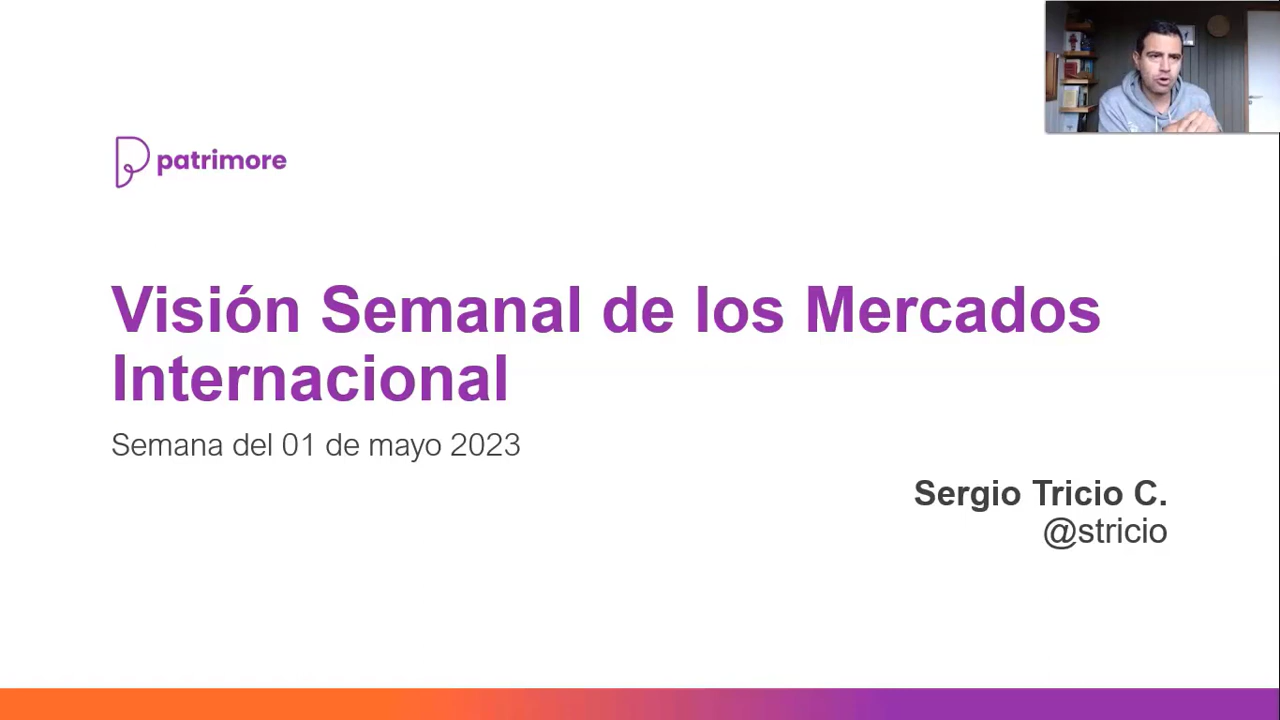 patrimore
Visión Semanal de los Mercados
Internacional
Semana del 01 de mayo 2023
Sergio Tricio C.
@stricio